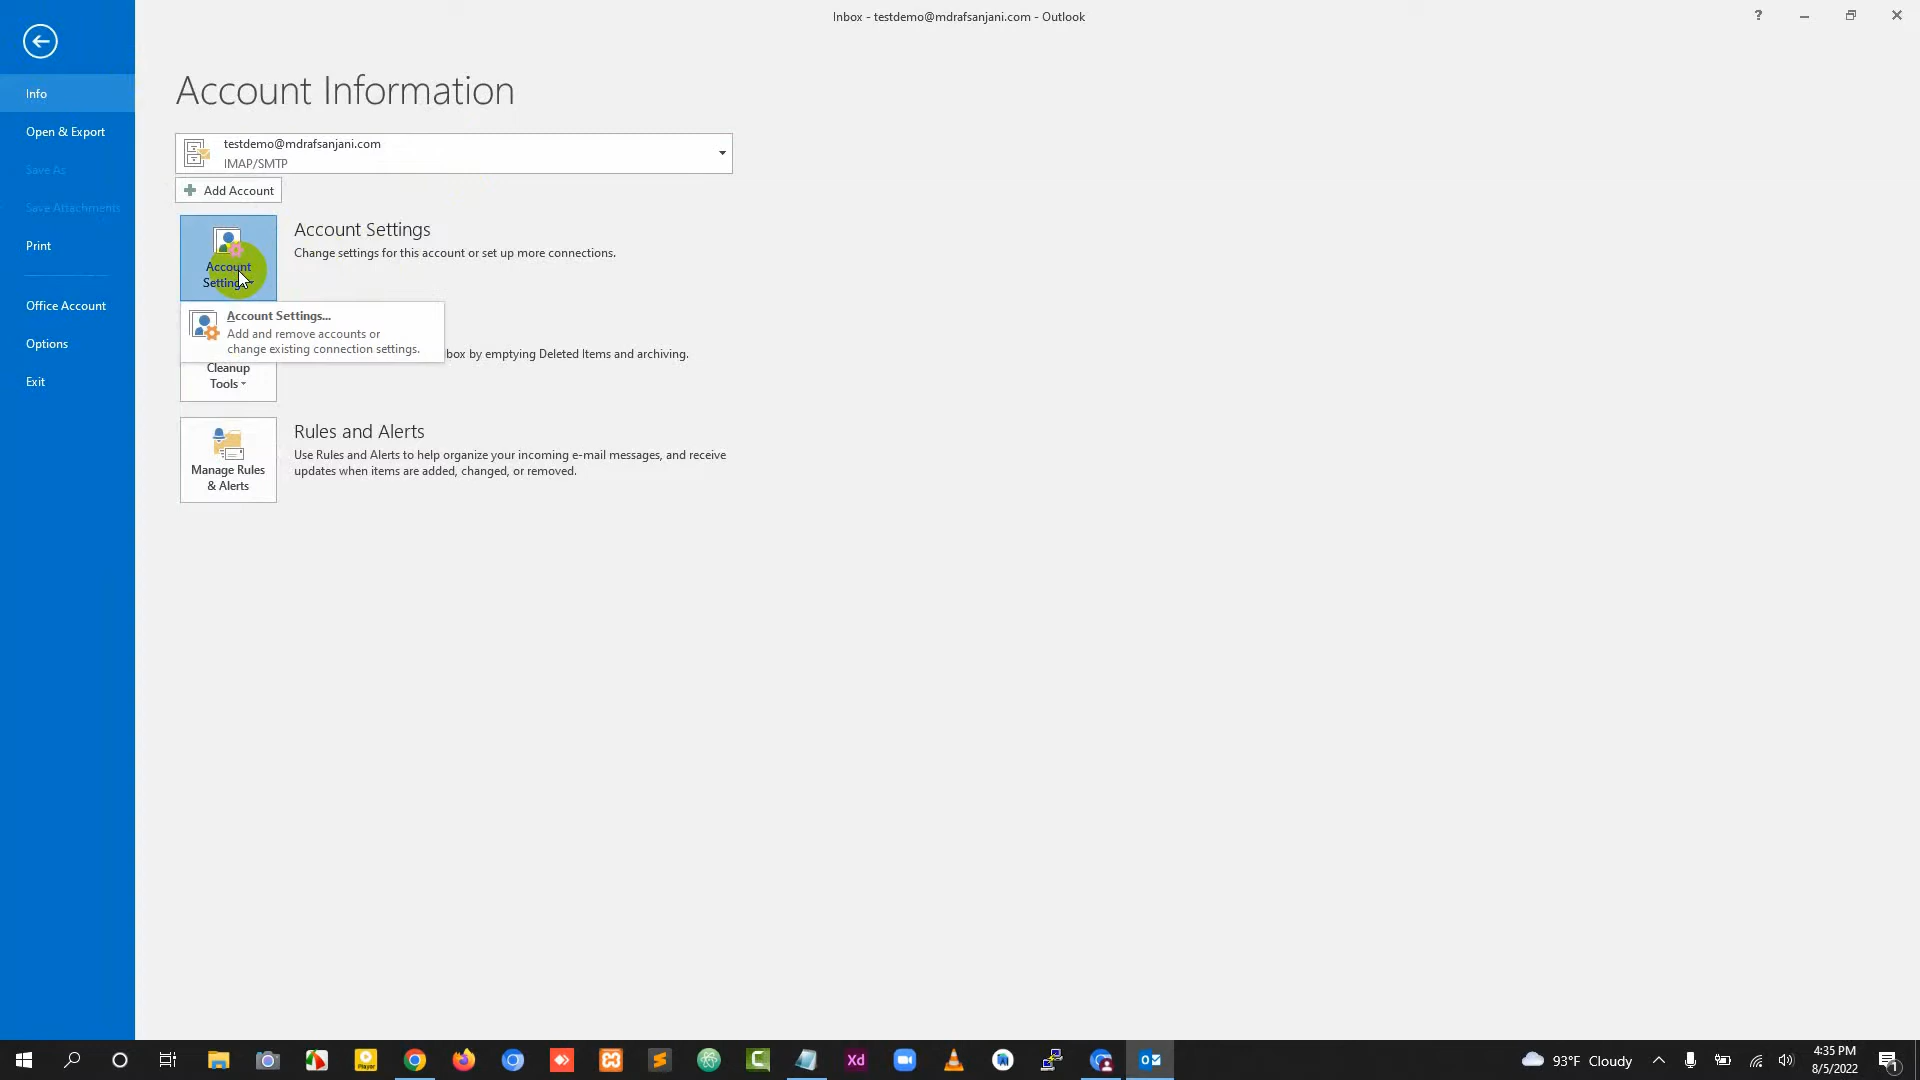 Inbox - testdemo@mdrafsanjani.com - Outlook
?
Info
Open & Export
Save As
Save Attachments
Print
Office Account
Options
Exit
Account Information
testdemo@mdrafsanjani.com
IMAP/SMTP
Add Account
Account
Settings
Account Settings
Change settings for this account or set up more connections.
Account Settings...
Add and remove accounts or
change existing connection settings.
box by emptying Deleted Items and archiving.
Cleanup
Tools
Rules and Alerts
Use Rules and Alerts to help organize your incoming e-mail messages, and receive
updates when items are added, changed, or removed.
Manage Rules
& Alerts
Player
Xd
93°F Cloudy
4:35 PM
8/5/2022
1